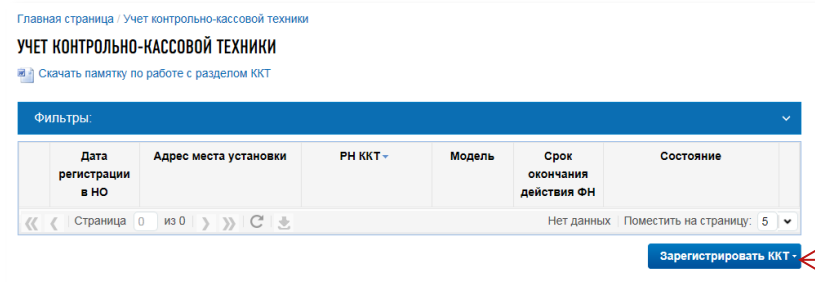 Главная страница / Учет контрольно-кассовой техники
УЧЕТ КОНТРОЛЬНО-КАССОВОЙ ТЕХНИКИ
Скачать памятку по работе с разделом ККТ
Фильтры:
Дата регистрации в НО Адрес места установки РН ККТ Модель Срок окончания действия ФН Состояние
Страница 0 из 0 Нет данных Поместить на страницу: 5
Зарегистрировать ККТ